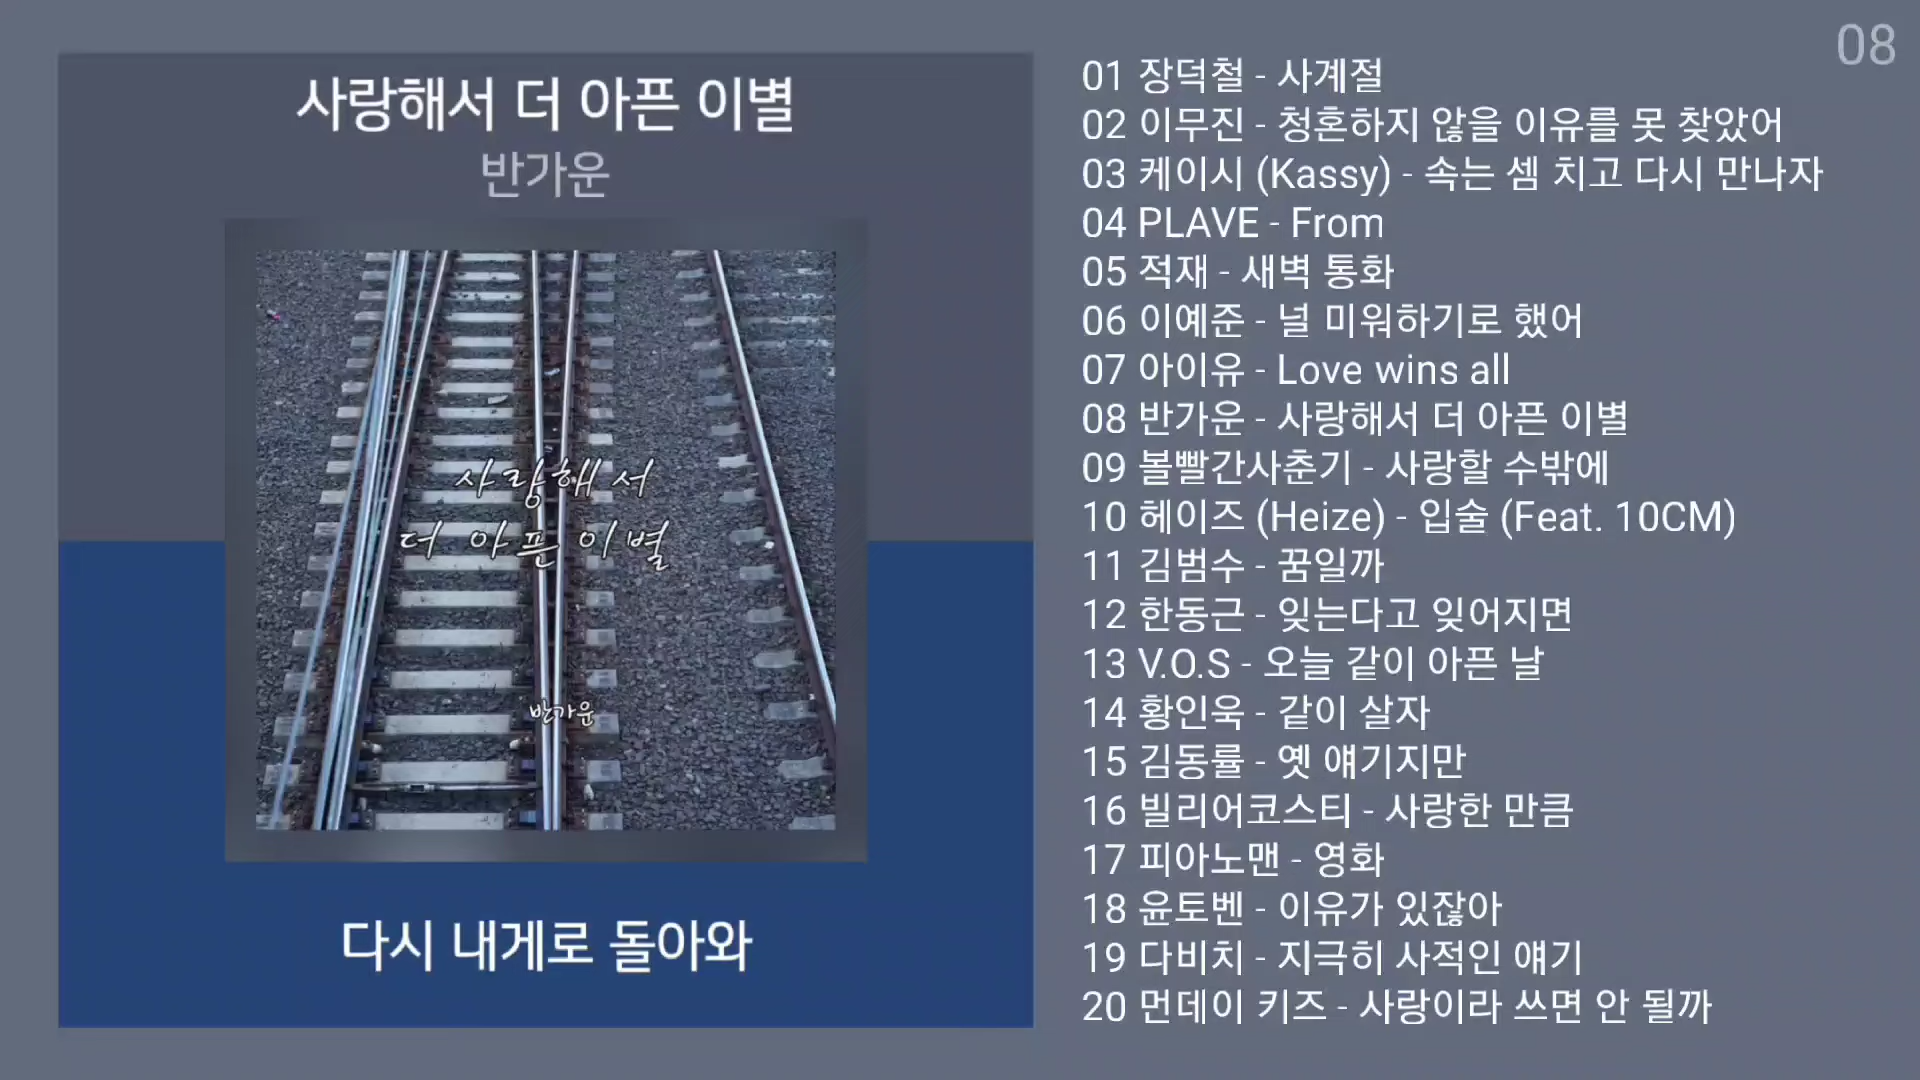 사랑해서 더 아픈 이별
반가운
사랑해서
더 아픈 이별
반가운
다시 내게로 돌아와
08
01 장덕철 - 사계절
02 이무진 - 청혼하지 않을 이유를 못 찾았어
03 케이시 (Kassy) - 속는 셈 치고 다시 만나자
04 PLAVE - From
05 적재 - 새벽 통화
06 이예준 - 널 미워하기로 했어
07 아이유 - Love wins all
08 반가운 - 사랑해서 더 아픈 이별
09 볼빨간사춘기 - 사랑할 수밖에
10 헤이즈 (Heize) - 입술 (Feat. 10CM)
11 김범수 - 꿈일까
12 한동근 - 잊는다고 잊어지면
13 V.O.S - 오늘 같이 아픈 날
14 황인욱 - 같이 살자
15 김동률 - 옛 얘기지만
16 빌리어코스티 - 사랑한 만큼
17 피아노맨 - 영화
18 윤토벤 - 이유가 있잖아
19 다비치 - 지극히 사적인 얘기
20 먼데이 키즈 - 사랑이라 쓰면 안 될까